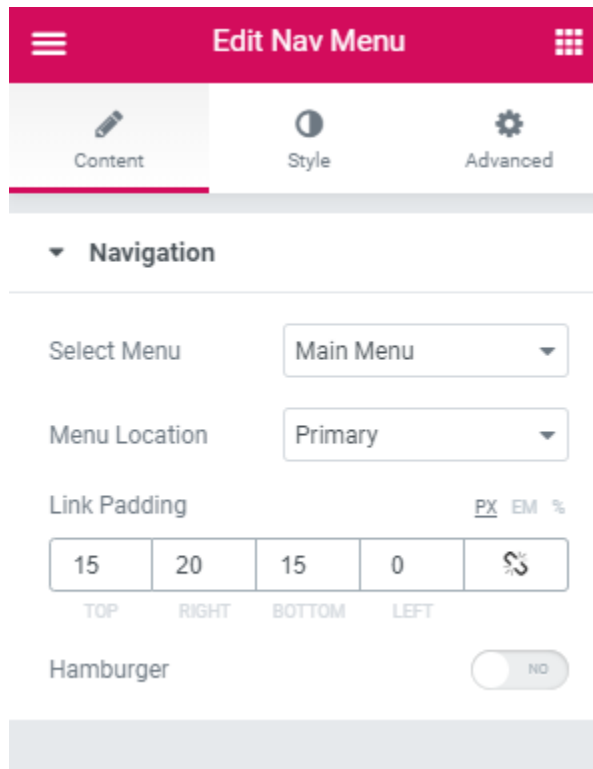 Edit Nav Menu
Content Style Advanced
Navigation
Select Menu Main Menu
Menu Location Primary
Link Padding PX EM %
15 20 15 0
TOP RIGHT BOTTOM LEFT
Hamburger NO